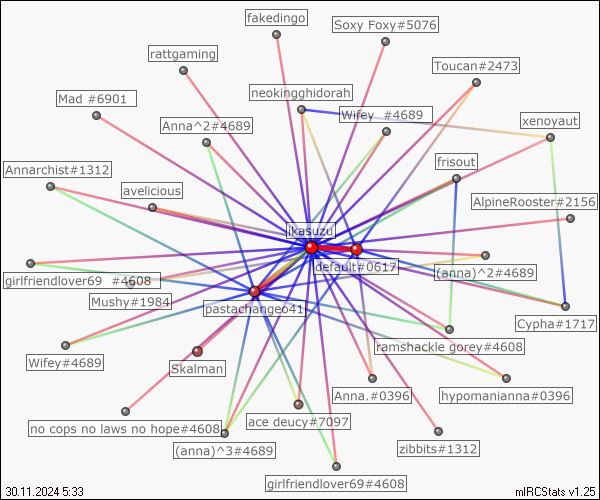 fakedingo
Soxy Foxy#5076
rattgaming
Toucan#2473
neokingghidorah
Mad #6901
Wifey #4689
xenoyaut
Anna^2#4689
frisout
Annarchist#1312
avelicious
AlpineRooster#2156
ikasuzu
default#0617
girlfriendlover69 #4608
(anna)^2#4689
Mushy#1984
pastachange641
Cypha#1717
ramshackle gorey#4608
Wifey#4689
Skalman
Anna.#0396
hypomanianna#0396
ace deucy#7097
no cops no laws no hope#4608
(anna)^3#4689
zibbits#1312
girlfriendlover69#4608
30.11.2024 5:33
mIRCStats v1.25